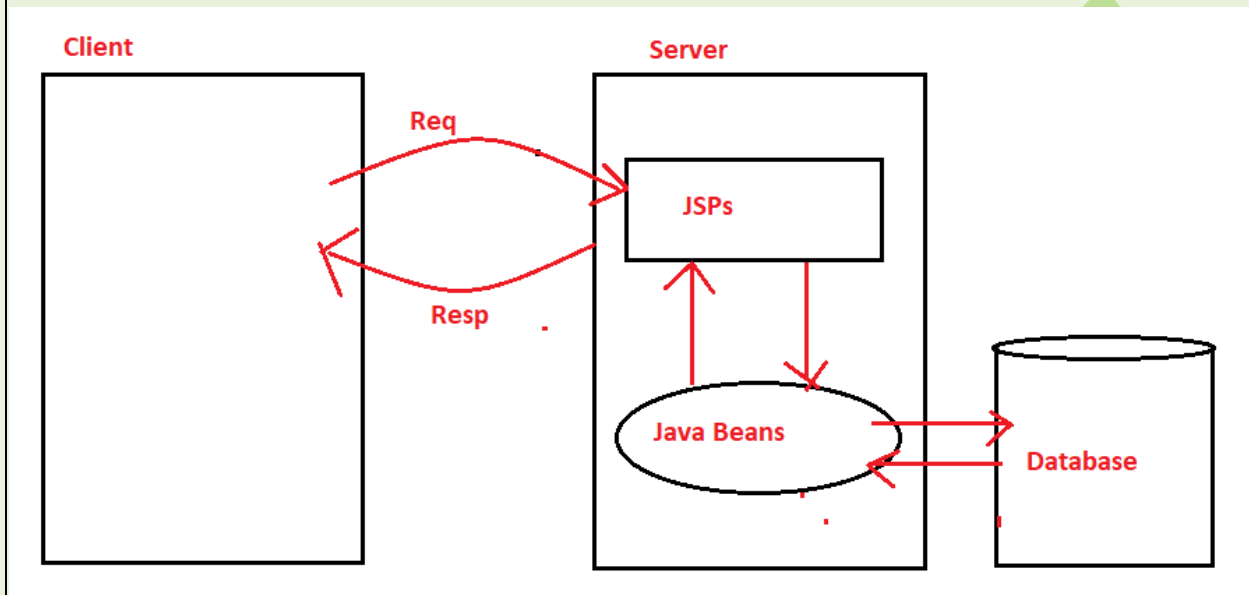 Client
Server
Req
JSPs
Resp
Java Beans
Database